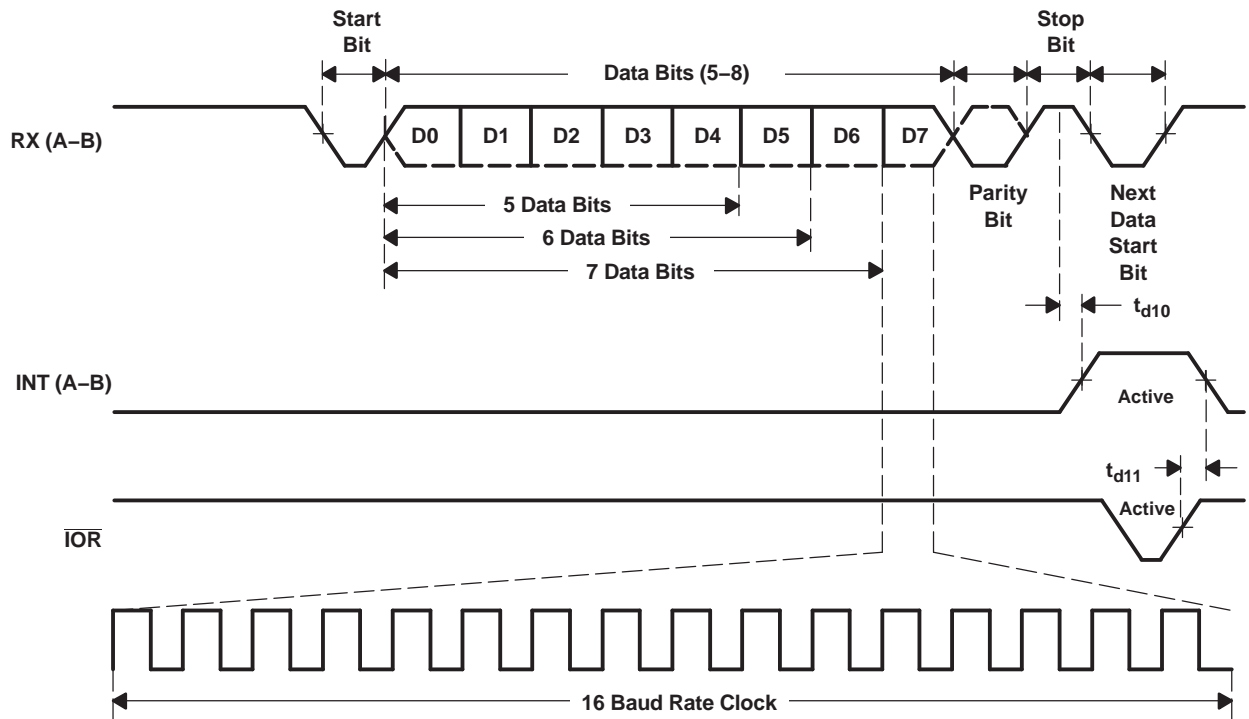 Start
Bit
Stop
Bit
Data Bits (5–8)
RX (A–B)
D0 D1 D2 D3 D4 D5 D6 D7
Parity
Bit
Next
Data
Start
Bit
5 Data Bits
6 Data Bits
7 Data Bits
td10
INT (A–B)
Active
td11
Active
IOR
16 Baud Rate Clock